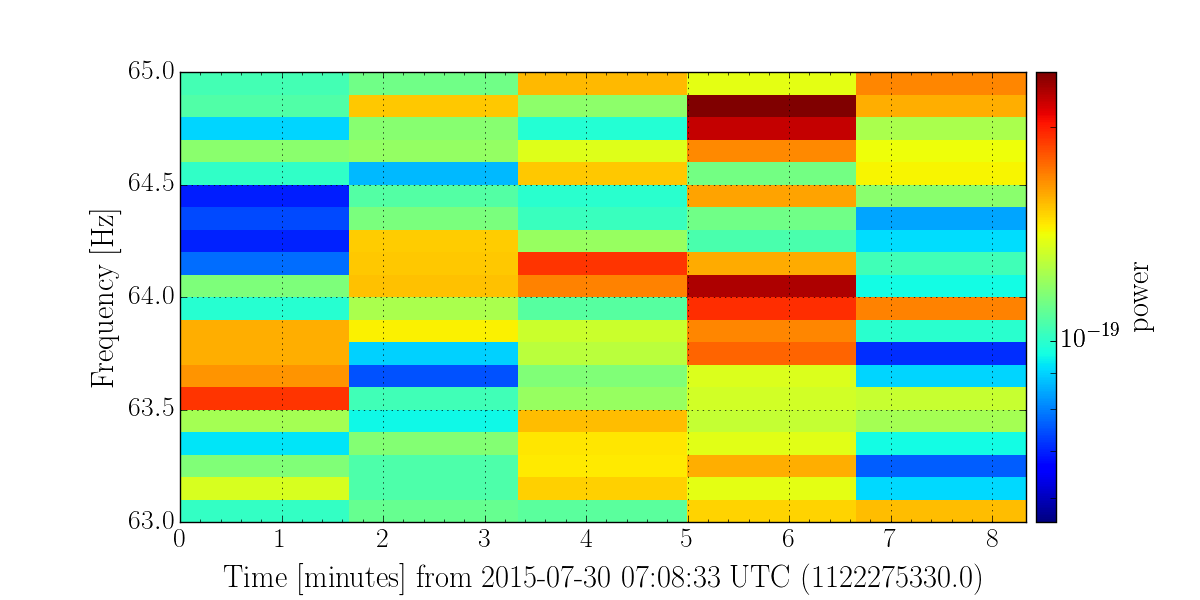 65.0
64.5
64.0
63.5
63.0
Frequency [Hz]
0 1 2 3 4 5 6 7 8
Time [minutes] from 2015-07-30 07:08:33 UTC (1122275330.0)
10⁻¹⁹
power